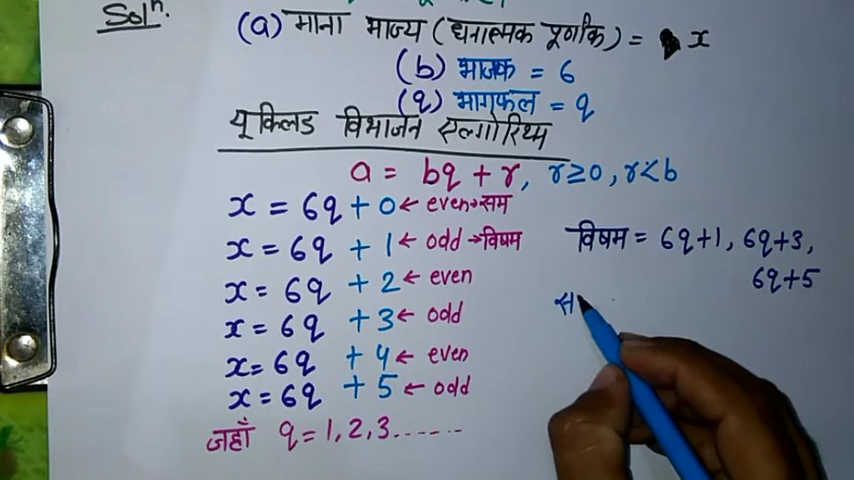 Solⁿ.
(a) माना भाज्य (धनात्मक पूर्णांक) = x
(b) भाजक = 6
(q) भागफल = q
यूक्लिड विभाजन एल्गोरिथ्म
a = bq + r, r≥0, r<b
x = 6q + 0 ← even→सम
x = 6q + 1 ← odd→विषम
x = 6q + 2 ← even
x = 6q + 3 ← odd
x = 6q + 4 ← even
x = 6q + 5 ← odd
जहाँ q = 1, 2, 3.......
विषम = 6q+1, 6q+3,
6q+5
स